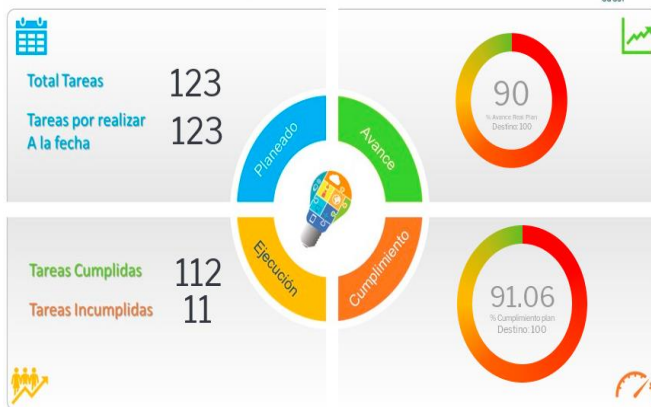 Total Tareas 123
Tareas por realizar
A la fecha 123
Planeado
Avance
90
% Avance Real Plan
Destino: 100
Ejecución
Cumplimiento
Tareas Cumplidas 112
Tareas Incumplidas 11
91.06
% Cumplimiento plan
Destino: 100